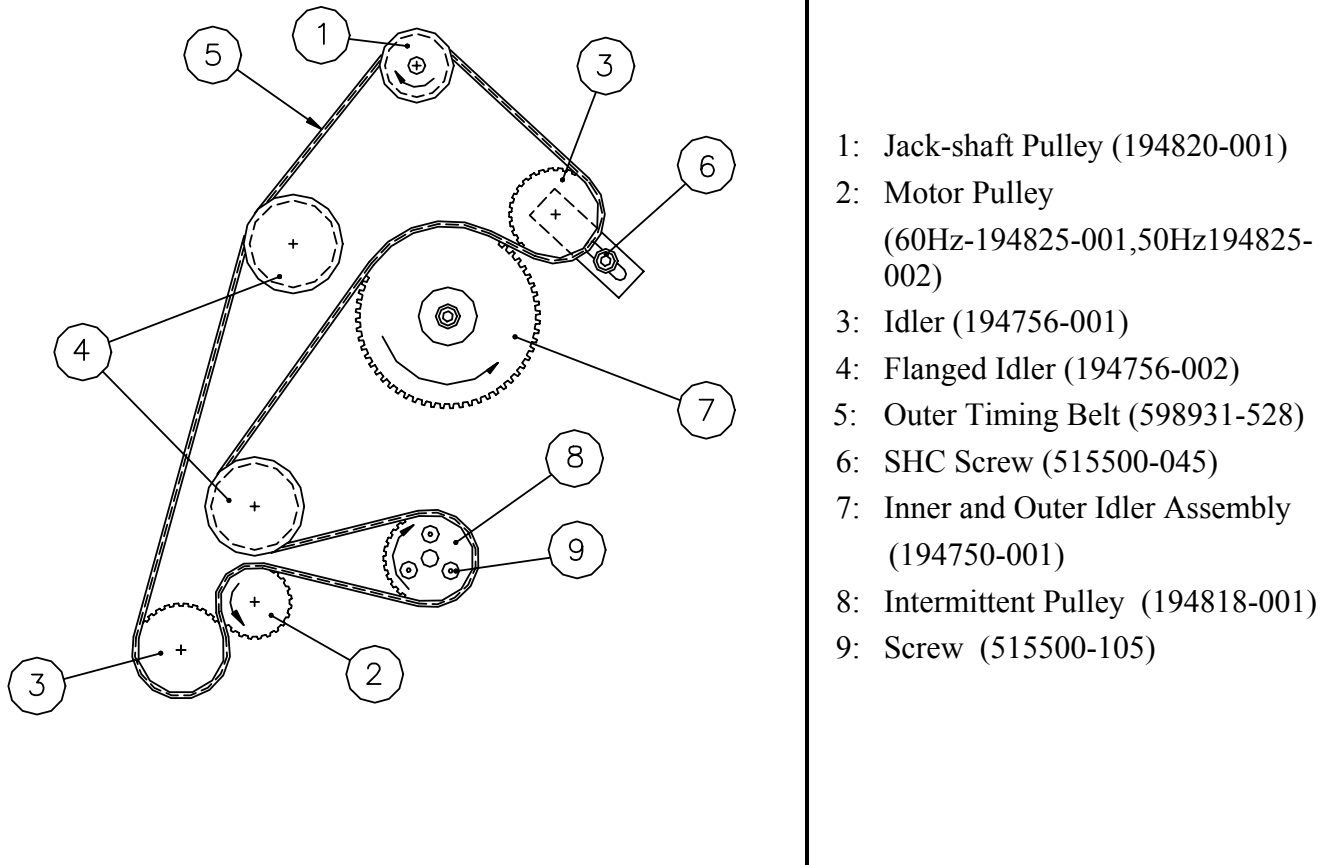 1
5
3
6
4
7
8
9
2
3
1: Jack-shaft Pulley (194820-001)
2: Motor Pulley
(60Hz-194825-001,50Hz194825-
002)
3: Idler (194756-001)
4: Flanged Idler (194756-002)
5: Outer Timing Belt (598931-528)
6: SHC Screw (515500-045)
7: Inner and Outer Idler Assembly
(194750-001)
8: Intermittent Pulley (194818-001)
9: Screw (515500-105)